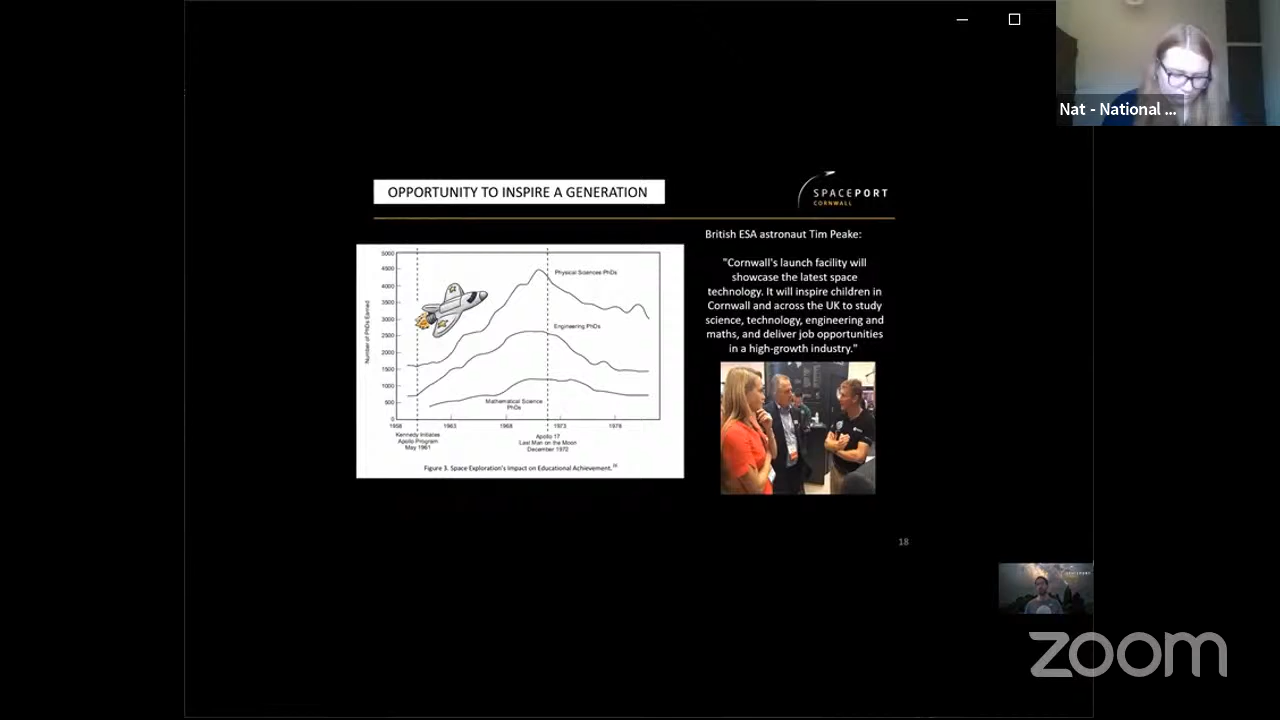 Nat - National ...
OPPORTUNITY TO INSPIRE A GENERATION
SPACEPORT
CORNWALL
British ESA astronaut Tim Peake:
"Cornwall's launch facility will
showcase the latest space
technology. It will inspire children in
Cornwall and across the UK to study
science, technology, engineering and
maths, and deliver job opportunities
in a high-growth industry."
Number of PhDs Earned
5000
4500
4000
3500
3000
2500
2000
1500
1000
500
0
Physical Sciences PhDs
Engineering PhDs
Mathematical Science
PhDs
1958
1963
1968
1973
1978
Kennedy Initiates
Apollo Program
May 1961
Apollo 17
Last Man on the Moon
December 1972
Figure 3. Space Exploration's Impact on Educational Achievement.
18
zoom